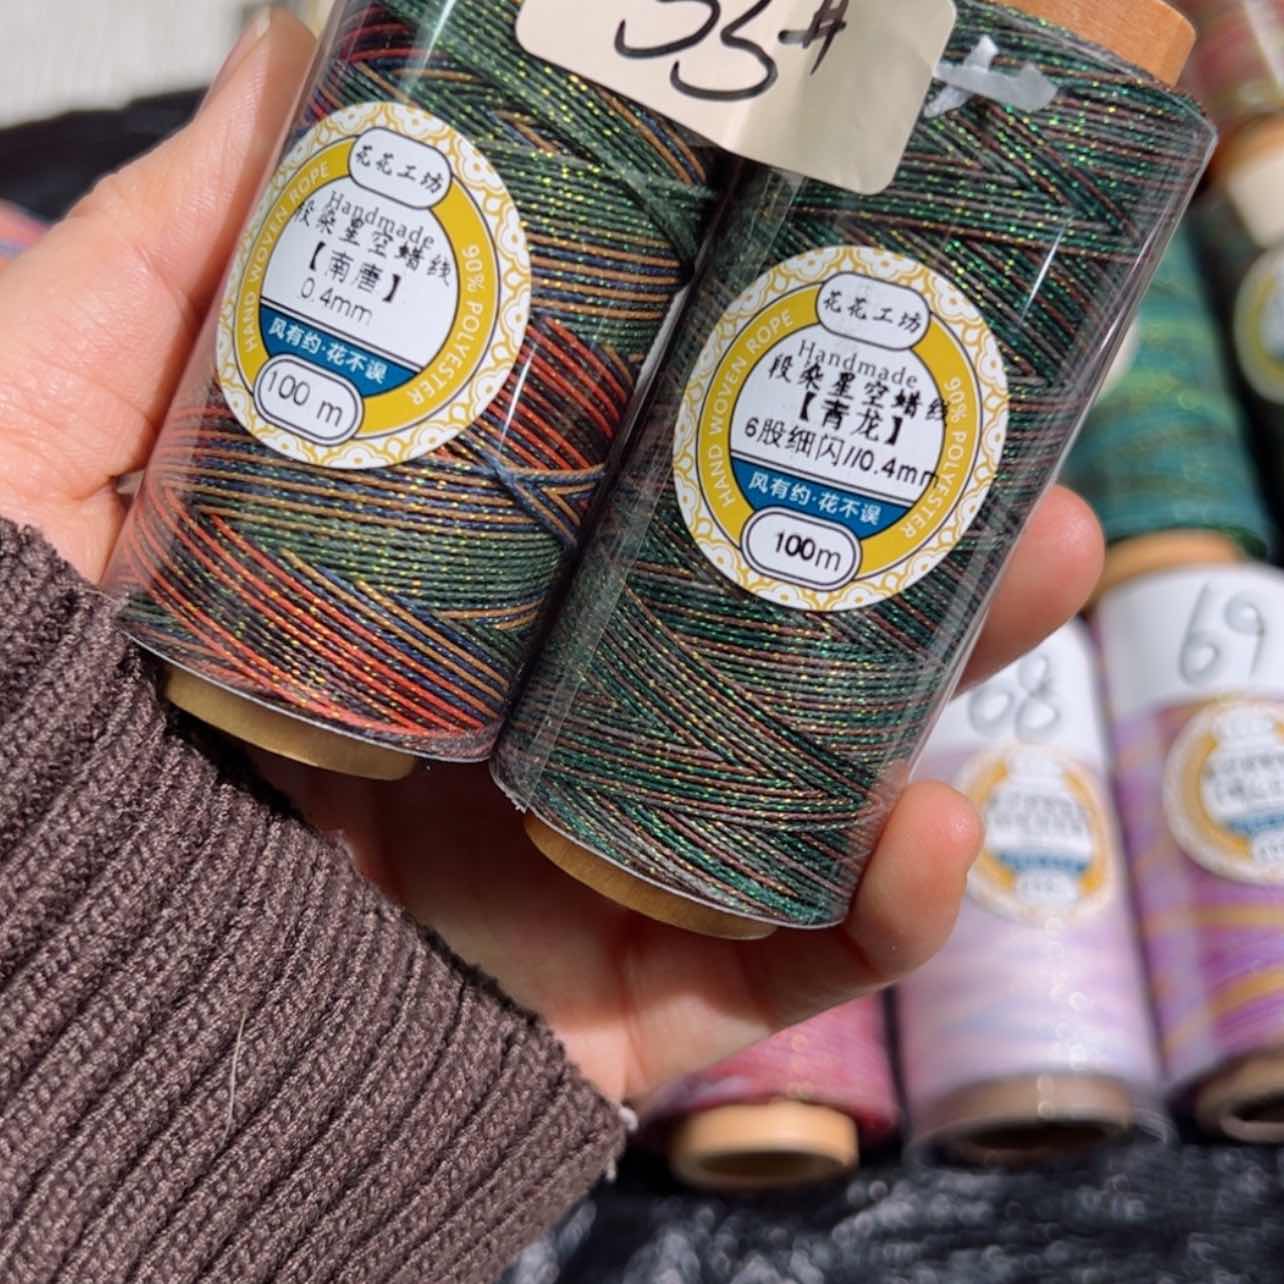 53#
花花工坊
Handmade
段染星空蜡线
【南唐】
0.4mm
风有约·花不误
100 m
HAND WOVEN ROPE
90% POLYESTER
花花工坊
Handmade
段染星空蜡线
【青龙】
6股细闪//0.4mm
风有约·花不误
100m
HAND WOVEN ROPE
90% POLYESTER
68
69